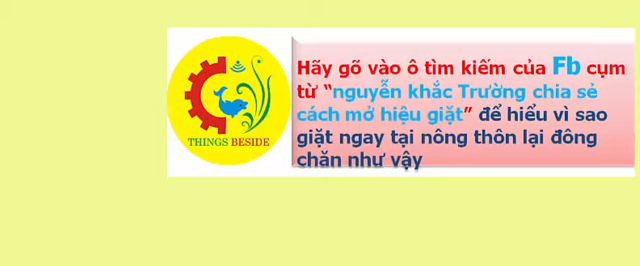 THINGS BESIDE
Hãy gõ vào ô tìm kiếm của Fb cụm
từ “nguyễn khắc Trường chia sẻ
cách mở hiệu giặt” để hiểu vì sao
giặt ngay tại nông thôn lại đông
chăn như vậy